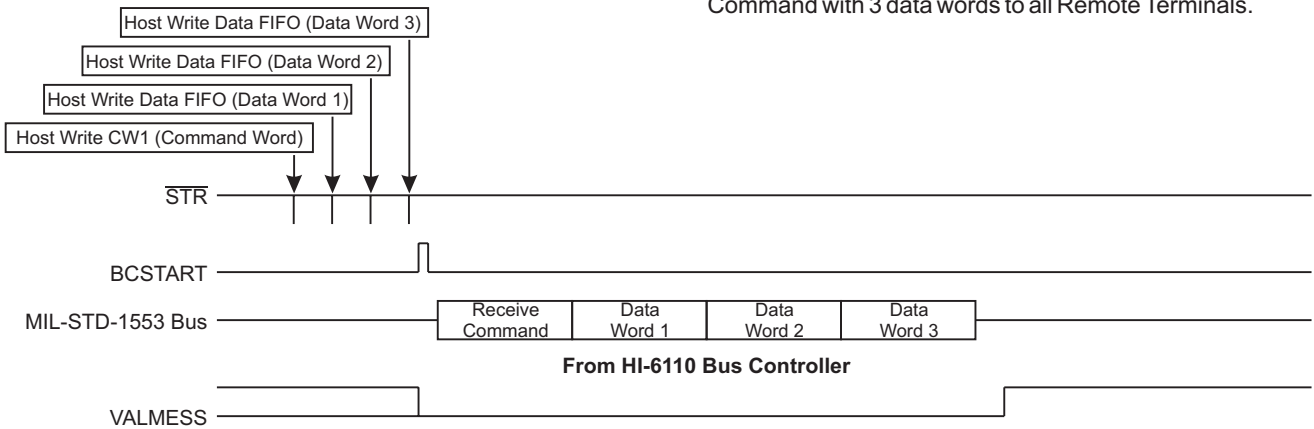 Command with 3 data words to all Remote Terminals.
Host Write Data FIFO (Data Word 3)
Host Write Data FIFO (Data Word 2)
Host Write Data FIFO (Data Word 1)
Host Write CW1 (Command Word)
STR
BCSTART
MIL-STD-1553 Bus
Receive
Command
Data
Word 1
Data
Word 2
Data
Word 3
From HI-6110 Bus Controller
VALMESS